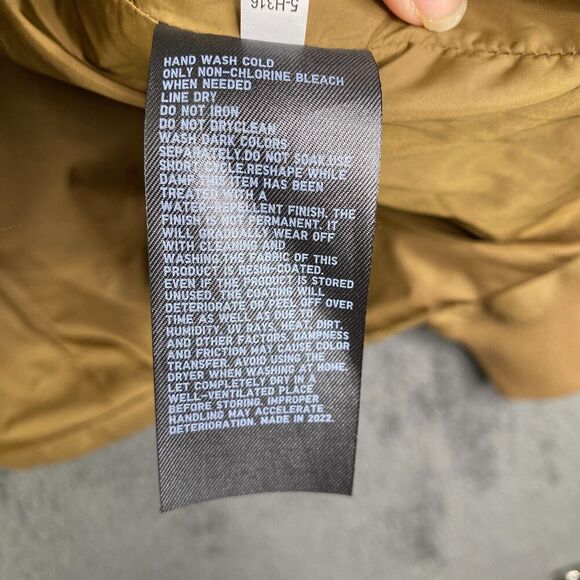 5-H316
HAND WASH COLD
ONLY NON-CHLORINE BLEACH
WHEN NEEDED
LINE DRY
DO NOT IRON
DO NOT DRYCLEAN
WASH DARK COLORS
SEPARATELY.DO NOT SOAK.USE
SHORT CYCLE.RESHAPE WHILE
DAMP. ITEM HAS BEEN
TREATED WITH A
WATER-REPELLENT FINISH. THE
FINISH IS NOT PERMANENT. IT
WILL GRADUALLY WEAR OFF
WITH CLEANING AND
WASHING THE FABRIC OF THIS
PRODUCT IS RESIN-COATED.
EVEN IF THE PRODUCT IS STORED
UNUSED, THE COATING WILL
DETERIORATE OR PEEL OFF OVER
TIME AS WELL AS DUE TO
HUMIDITY, UV RAYS, HEAT, DIRT,
AND OTHER FACTORS. DAMPNESS
AND FRICTION MAY CAUSE COLOR
TRANSFER. AVOID USING THE
DRYER WHEN WASHING AT HOME.
LET COMPLETELY DRY IN A
WELL-VENTILATED PLACE
BEFORE STORING. IMPROPER
HANDLING MAY ACCELERATE
DETERIORATION. MADE IN 2022.